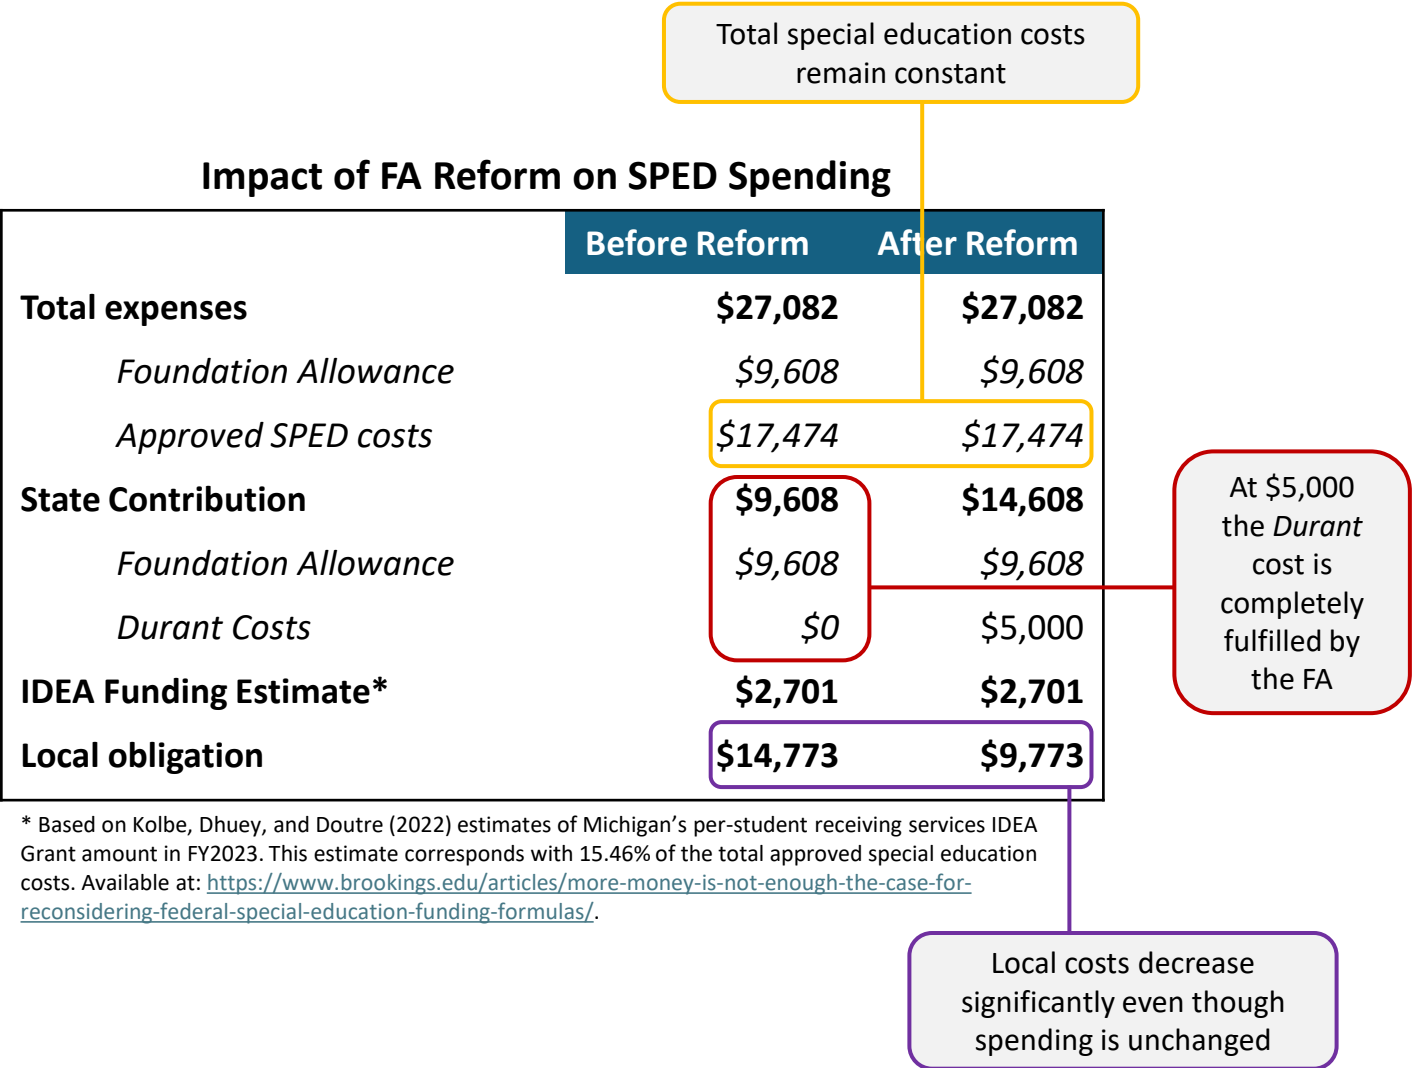 Total special education costs
remain constant
Impact of FA Reform on SPED Spending
Before Reform After Reform
Total expenses $27,082 $27,082
Foundation Allowance $9,608 $9,608
Approved SPED costs $17,474 $17,474
State Contribution $9,608 $14,608
Foundation Allowance $9,608 $9,608
Durant Costs $0 $5,000
IDEA Funding Estimate* $2,701 $2,701
Local obligation $14,773 $9,773
At $5,000
the Durant
cost is
completely
fulfilled by
the FA
* Based on Kolbe, Dhuey, and Doutre (2022) estimates of Michigan’s per-student receiving services IDEA
Grant amount in FY2023. This estimate corresponds with 15.46% of the total approved special education
costs. Available at: https://www.brookings.edu/articles/more-money-is-not-enough-the-case-for-
reconsidering-federal-special-education-funding-formulas/.
Local costs decrease
significantly even though
spending is unchanged